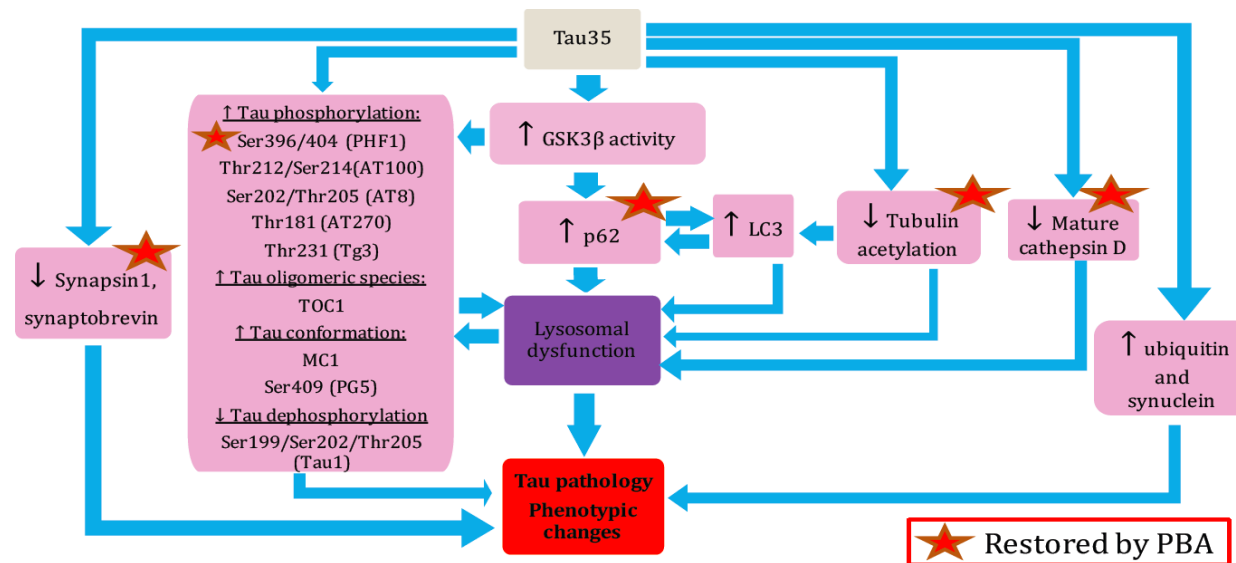 Tau35
↑ Tau phosphorylation:
Ser396/404 (PHF1)
Thr212/Ser214(AT100)
Ser202/Thr205 (AT8)
Thr181 (AT270)
Thr231 (Tg3)
↑ Tau oligomeric species:
TOC1
↑ Tau conformation:
MC1
Ser409 (PG5)
↓ Tau dephosphorylation
Ser199/Ser202/Thr205
(Tau1)
↑ GSK3β activity
↑ p62
↑ LC3
↓ Tubulin
acetylation
↓ Mature
cathepsin D
↓ Synapsin1,
synaptobrevin
Lysosomal
dysfunction
↑ ubiquitin
and
synuclein
Tau pathology
Phenotypic
changes
Restored by PBA